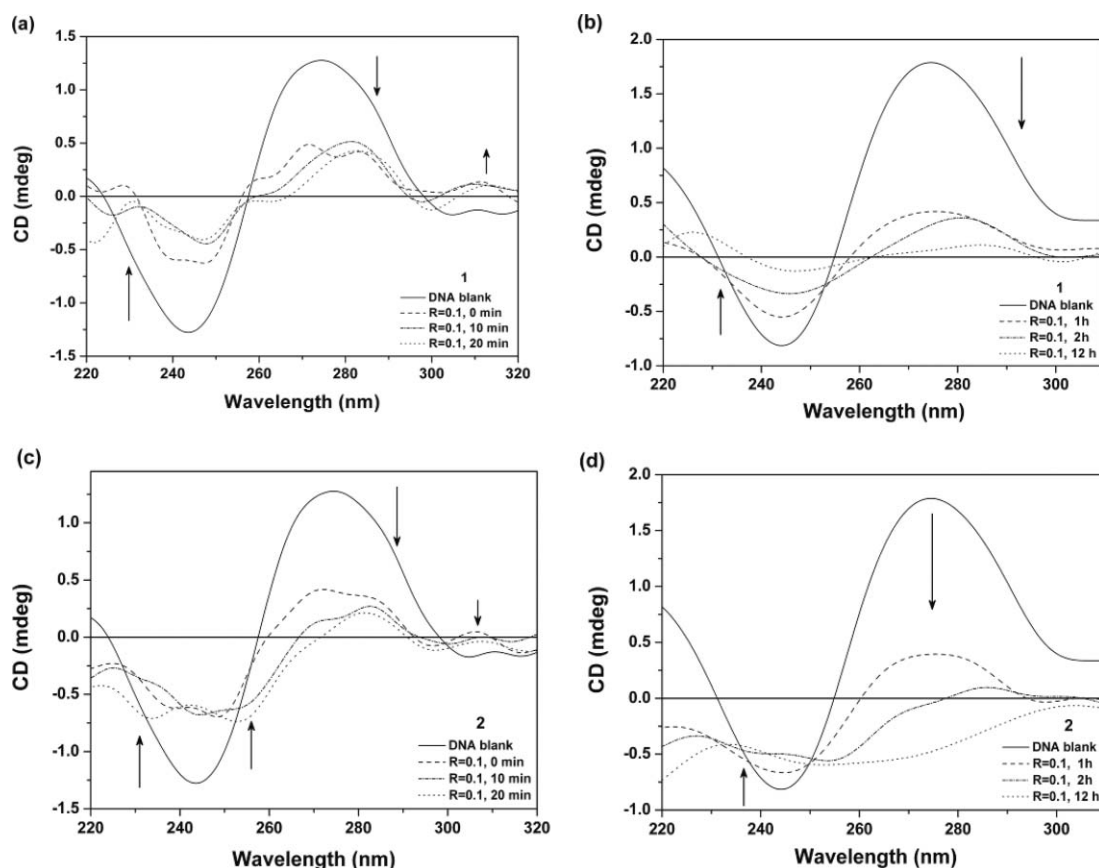 (a)
1.5
1.0
0.5
0.0
-0.5
-1.0
-1.5
CD (mdeg)
220 240 260 280 300 320
Wavelength (nm)
1
DNA blank
R=0.1, 0 min
R=0.1, 10 min
R=0.1, 20 min
(b)
2.0
1.5
1.0
0.5
0.0
-0.5
-1.0
CD (mdeg)
220 240 260 280 300
Wavelength (nm)
1
DNA blank
R=0.1, 1h
R=0.1, 2h
R=0.1, 12 h
(c)
1.0
0.5
0.0
-0.5
-1.0
-1.5
CD (mdeg)
220 240 260 280 300 320
Wavelength (nm)
2
DNA blank
R=0.1, 0 min
R=0.1, 10 min
R=0.1, 20 min
(d)
2.0
1.5
1.0
0.5
0.0
-0.5
-1.0
CD (mdeg)
220 240 260 280 300
Wavelength (nm)
2
DNA blank
R=0.1, 1h
R=0.1, 2h
R=0.1, 12 h